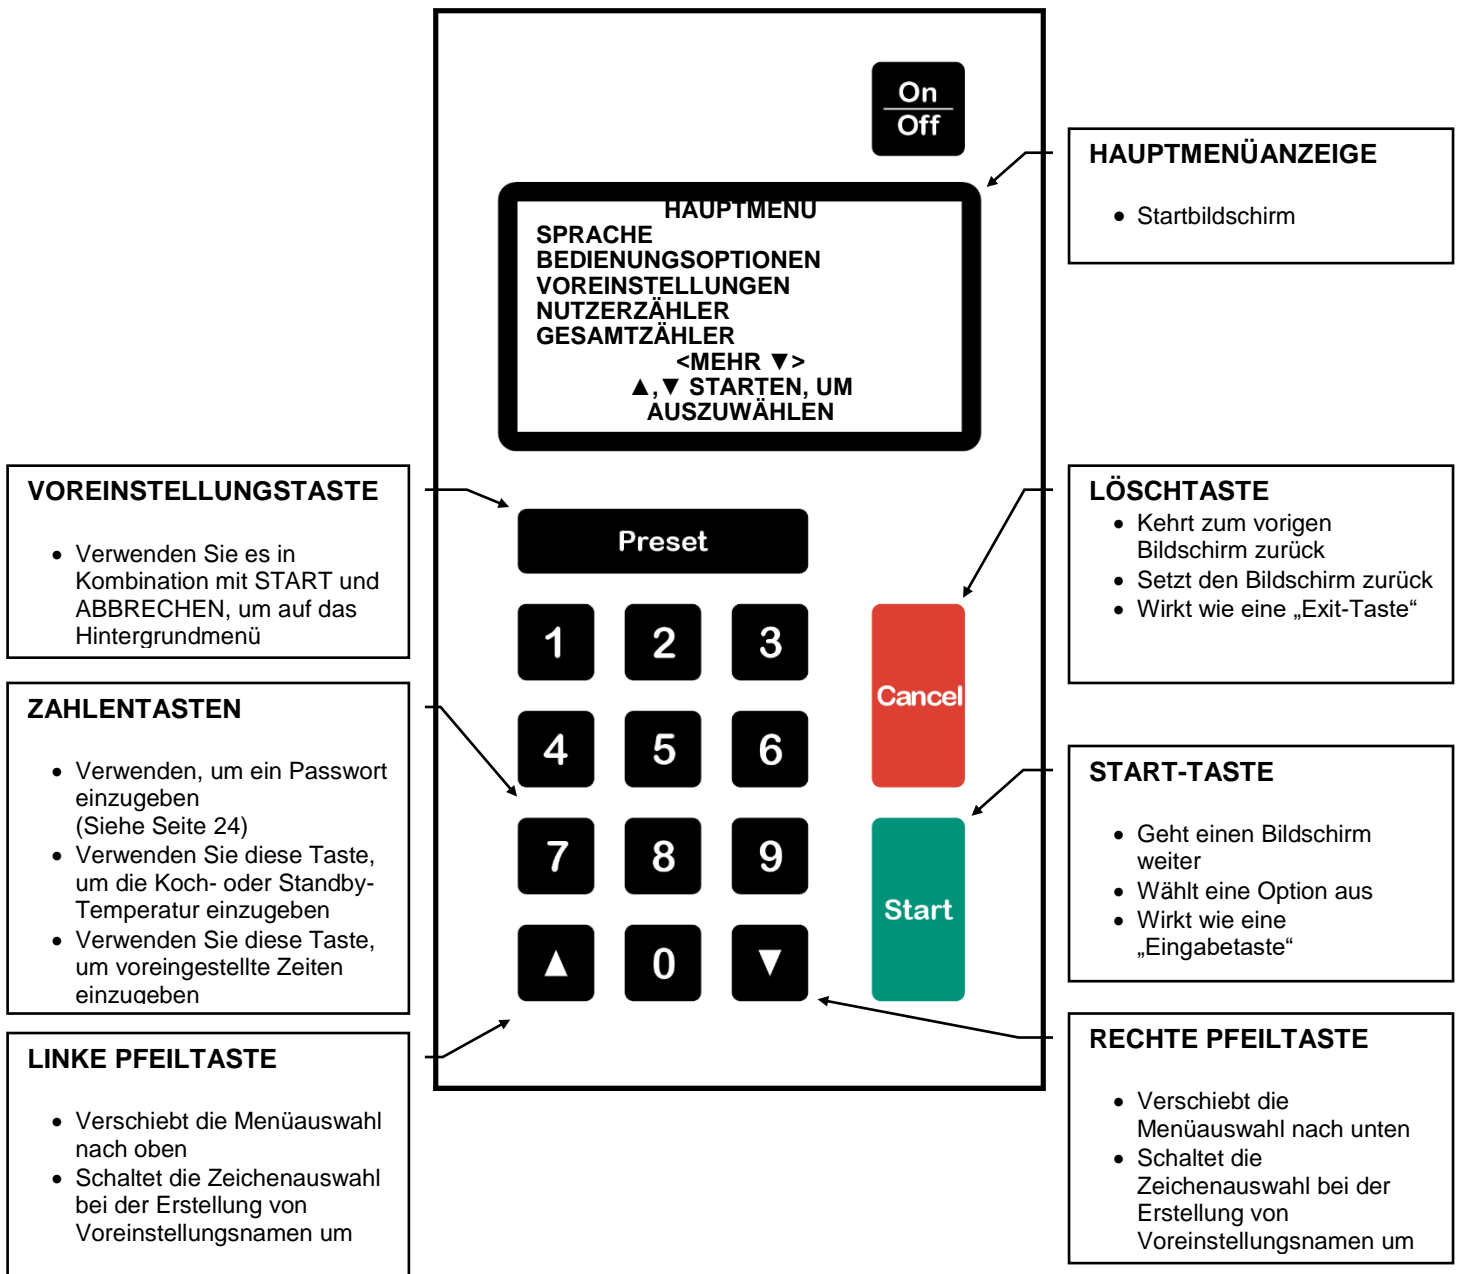 On
Off
HAUPTMENÜANZEIGE
• Startbildschirm
HAUPTMENÜ
SPRACHE
BEDIENUNGSOPTIONEN
VOREINSTELLUNGEN
NUTZERZÄHLER
GESAMTZÄHLER
<MEHR ▼>
▲,▼ STARTEN, UM
AUSZUWÄHLEN
VOREINSTELLUNGSTASTE
• Verwenden Sie es in
Kombination mit START und
ABBRECHEN, um auf das
Hintergrundmenü
ZAHLENTASTEN
• Verwenden, um ein Passwort
einzugeben
(Siehe Seite 24)
• Verwenden Sie diese Taste,
um die Koch- oder Standby-
Temperatur einzugeben
• Verwenden Sie diese Taste,
um voreingestellte Zeiten
einzugeben
LINKE PFEILTASTE
• Verschiebt die Menüauswahl
nach oben
• Schaltet die Zeichenauswahl
bei der Erstellung von
Voreinstellungsnamen um
Preset
1 2 3
4 5 6
7 8 9
▲ 0 ▼
Cancel
Start
LÖSCHTASTE
• Kehrt zum vorigen
Bildschirm zurück
• Setzt den Bildschirm zurück
• Wirkt wie eine „Exit-Taste“
START-TASTE
• Geht einen Bildschirm
weiter
• Wählt eine Option aus
• Wirkt wie eine
„Eingabetaste“
RECHTE PFEILTASTE
• Verschiebt die
Menüauswahl nach unten
• Schaltet die
Zeichenauswahl bei der
Erstellung von
Voreinstellungsnamen um